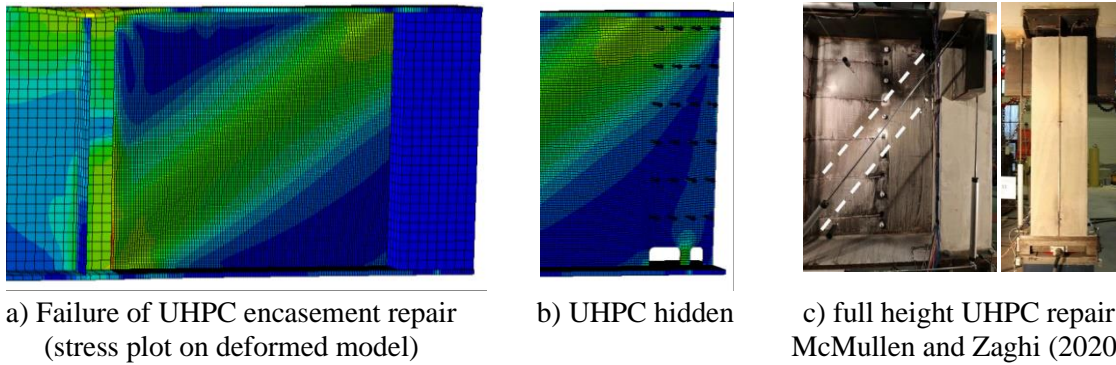 a) Failure of UHPC encasement repair
(stress plot on deformed model)
b) UHPC hidden
c) full height UHPC repair
McMullen and Zaghi (2020